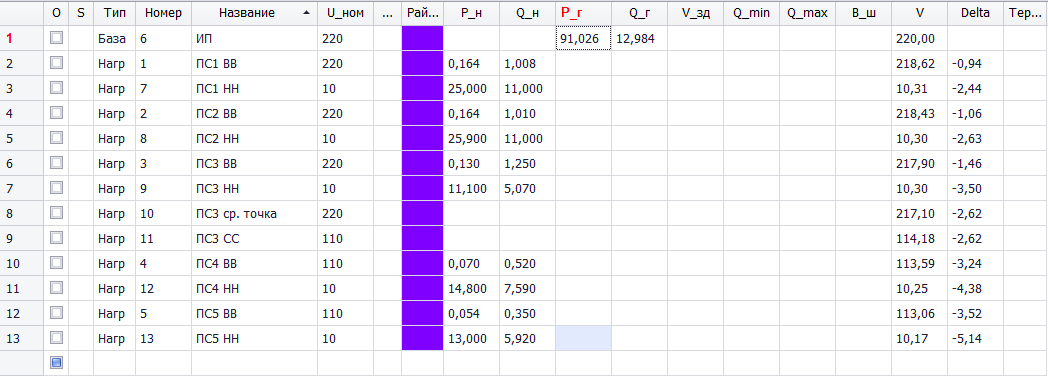 O S Тип Номер Название U_ном ... Рай... P_н Q_н P_г Q_г V_зд Q_min Q_max B_ш V Delta Тер...
1 База 6 ИП 220 91,026 12,984 220,00
2 Нагр 1 ПС1 ВВ 220 0,164 1,008 218,62 -0,94
3 Нагр 7 ПС1 НН 10 25,000 11,000 10,31 -2,44
4 Нагр 2 ПС2 ВВ 220 0,164 1,010 218,43 -1,06
5 Нагр 8 ПС2 НН 10 25,900 11,000 10,30 -2,63
6 Нагр 3 ПС3 ВВ 220 0,130 1,250 217,90 -1,46
7 Нагр 9 ПС3 НН 10 11,100 5,070 10,30 -3,50
8 Нагр 10 ПС3 ср. точка 220 217,10 -2,62
9 Нагр 11 ПС3 СС 110 114,18 -2,62
10 Нагр 4 ПС4 ВВ 110 0,070 0,520 113,59 -3,24
11 Нагр 12 ПС4 НН 10 14,800 7,590 10,25 -4,38
12 Нагр 5 ПС5 ВВ 110 0,054 0,350 113,06 -3,52
13 Нагр 13 ПС5 НН 10 13,000 5,920 10,17 -5,14